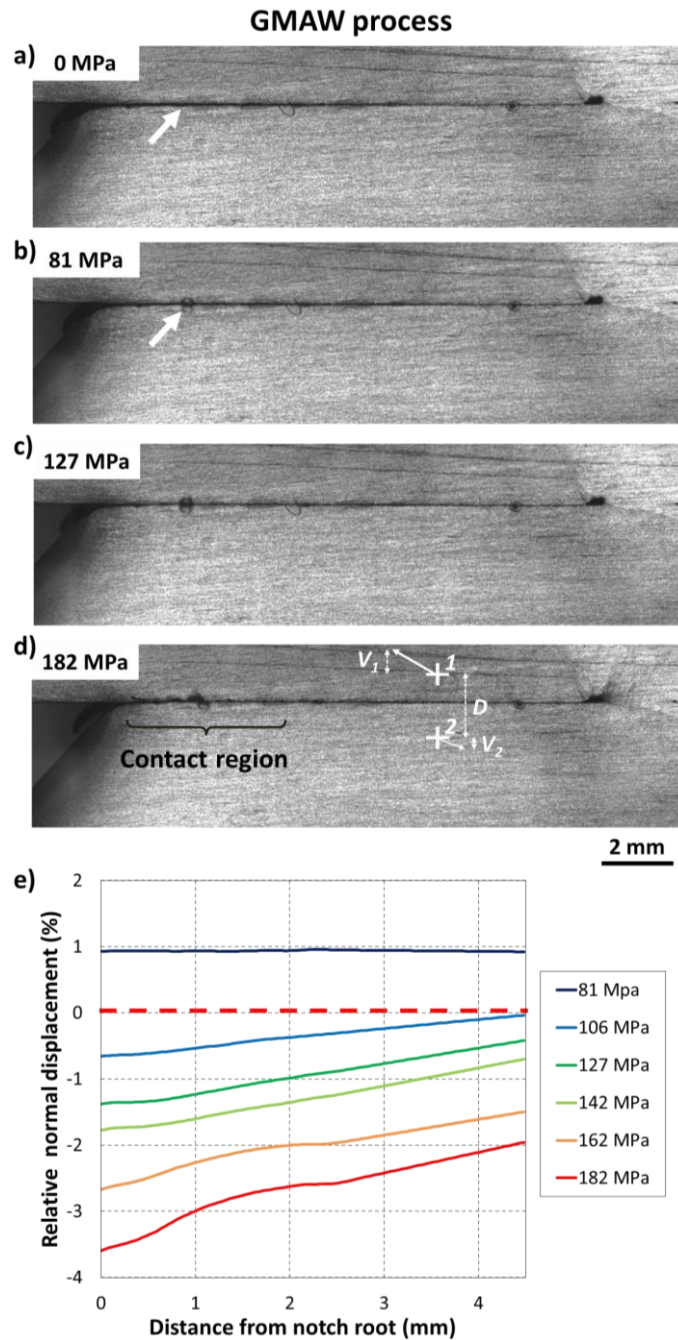 GMAW process
a)
0 MPa
b)
81 MPa
c)
127 MPa
d)
182 MPa
V1
1
D
2
V2
Contact region
2 mm
e)
Relative normal displacement (%)
2
1
0
-1
-2
-3
-4
0 1 2 3 4
Distance from notch root (mm)
81 Mpa
106 MPa
127 MPa
142 MPa
162 MPa
182 MPa